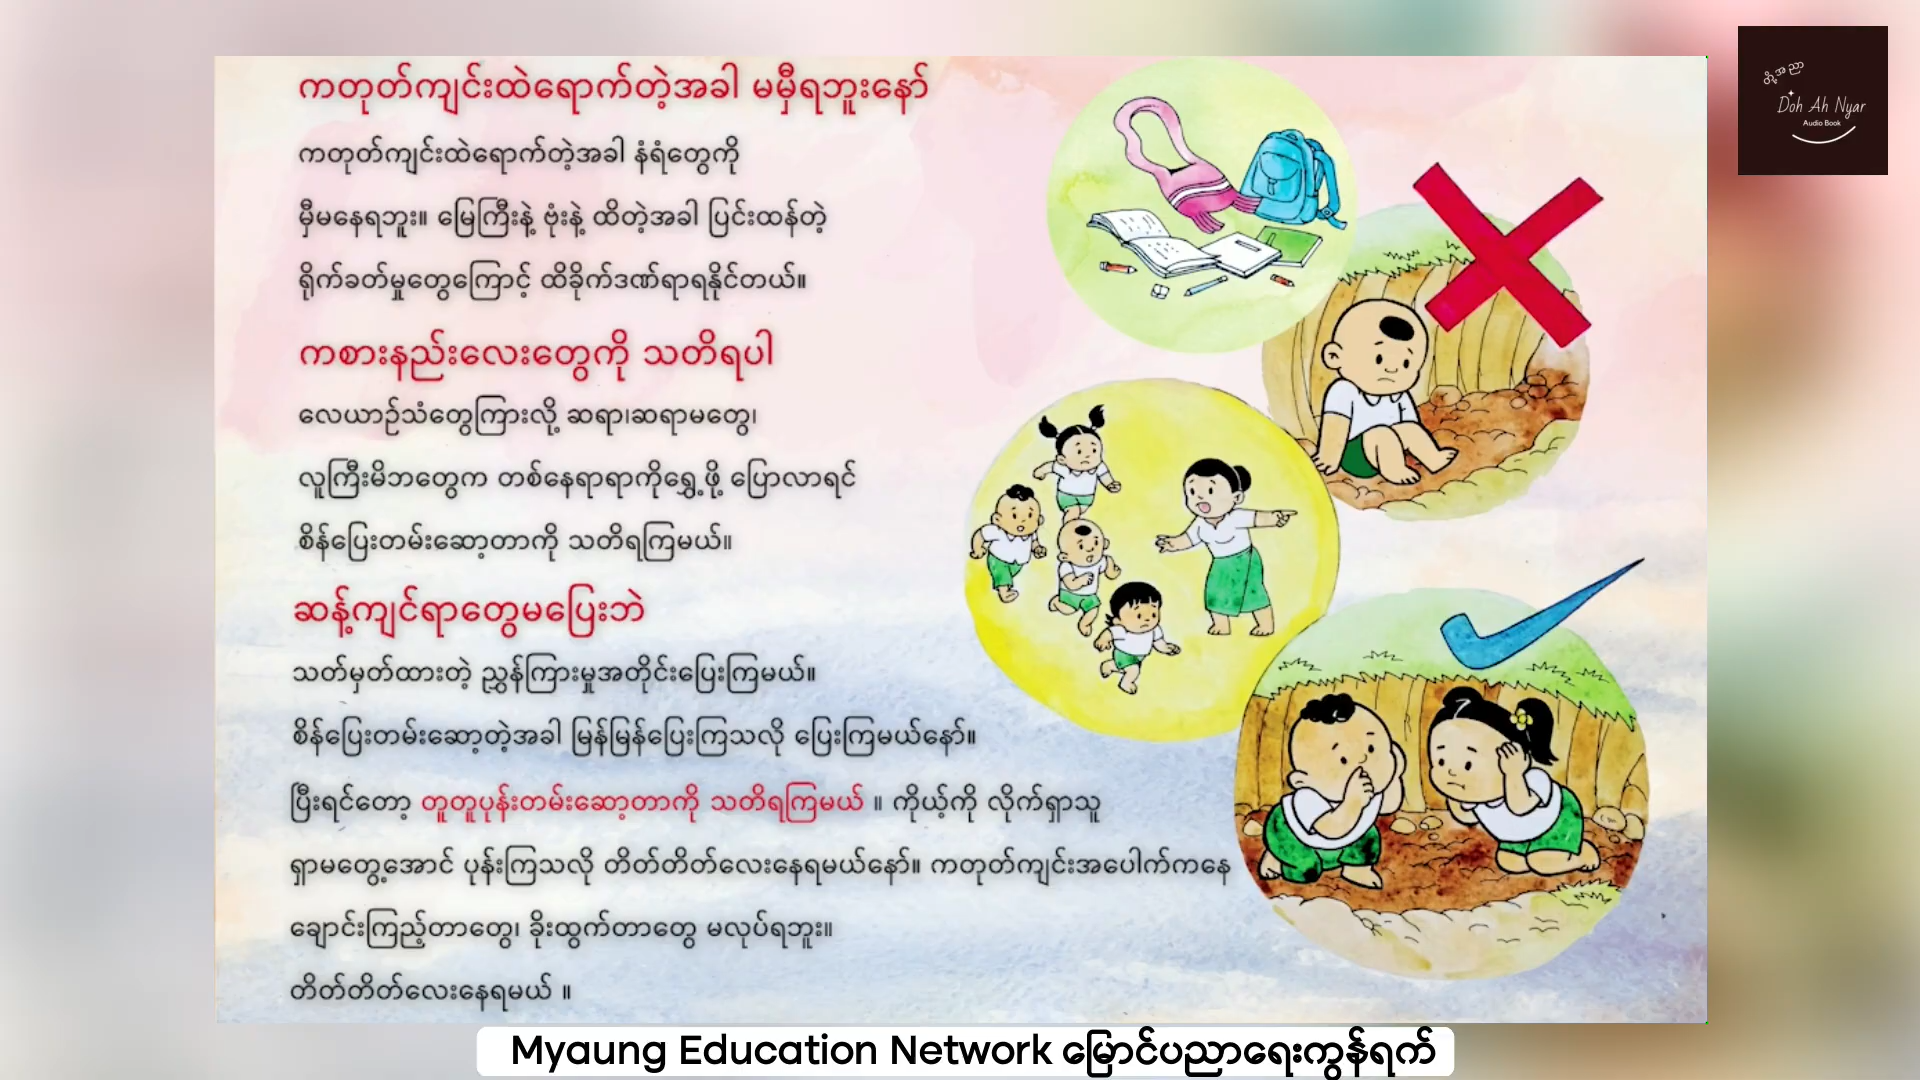 ကတုတ်ကျင်းထဲရောက်တဲ့အခါ မမှီရဘူးနော်
ကတုတ်ကျင်းထဲရောက်တဲ့အခါ နံရံတွေကို
မှီမနေရဘူး။ မြေကြီးနဲ့ ဗုံးနဲ့ ထိတဲ့အခါ ပြင်းထန်တဲ့
ရိုက်ခတ်မှုတွေကြောင့် ထိခိုက်ဒဏ်ရာရနိုင်တယ်။
ကစားနည်းလေးတွေကို သတိရပါ
လေယာဉ်သံတွေကြားလို့ ဆရာ၊ဆရာမတွေ၊
လူကြီးမိဘတွေက တစ်နေရာရာကိုရွှေ့ဖို့ ပြောလာရင်
စိန်ပြေးတမ်းဆော့တာကို သတိရကြမယ်။
ဆန့်ကျင်ရာတွေမပြေးဘဲ
သတ်မှတ်ထားတဲ့ ညွှန်ကြားမှုအတိုင်းပြေးကြမယ်။
စိန်ပြေးတမ်းဆော့တဲ့အခါ မြန်မြန်ပြေးကြသလို ပြေးကြမယ်နော်။
ပြီးရင်တော့ တူတူပုန်းတမ်းဆော့တာကို သတိရကြမယ် ။ ကိုယ့်ကို လိုက်ရှာသူ
ရှာမတွေ့အောင် ပုန်းကြသလို တိတ်တိတ်လေးနေရမယ်နော်။ ကတုတ်ကျင်းအပေါက်ကနေ
ချောင်းကြည့်တာတွေ၊ ခိုးထွက်တာတွေ မလုပ်ရဘူး။
တိတ်တိတ်လေးနေရမယ် ။
တို့အညာ
Doh Ah Nyar
Audio Book
Myaung Education Network မြောင်ပညာရေးကွန်ရက်